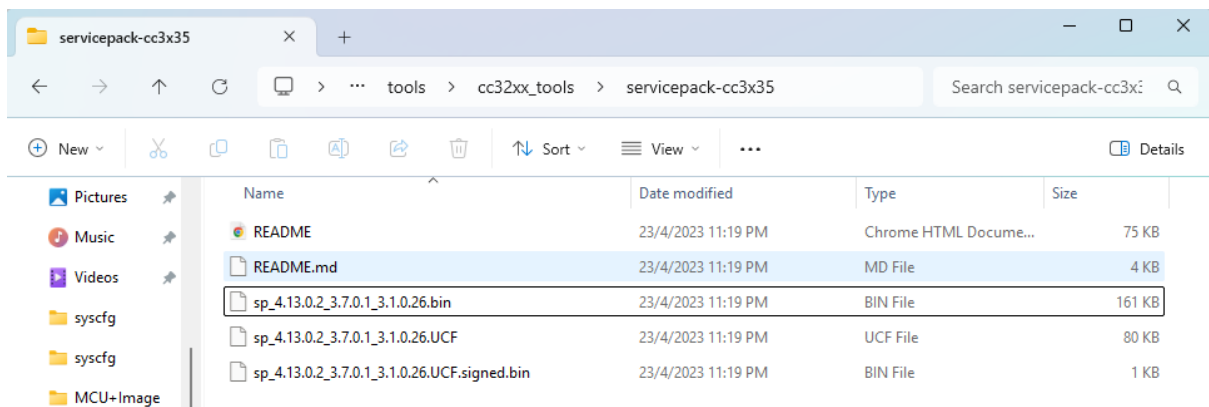 servicepack-cc3x35
tools > cc32xx_tools > servicepack-cc3x35
Search servicepack-cc3x3
New
Sort
View
Details
Name Date modified Type Size
Pictures
Music
Videos
syscfg
syscfg
MCU+Image
README 23/4/2023 11:19 PM Chrome HTML Docume... 75 KB
README.md 23/4/2023 11:19 PM MD File 4 KB
sp_4.13.0.2_3.7.0.1_3.1.0.26.bin 23/4/2023 11:19 PM BIN File 161 KB
sp_4.13.0.2_3.7.0.1_3.1.0.26.UCF 23/4/2023 11:19 PM UCF File 80 KB
sp_4.13.0.2_3.7.0.1_3.1.0.26.UCF.signed.bin 23/4/2023 11:19 PM BIN File 1 KB